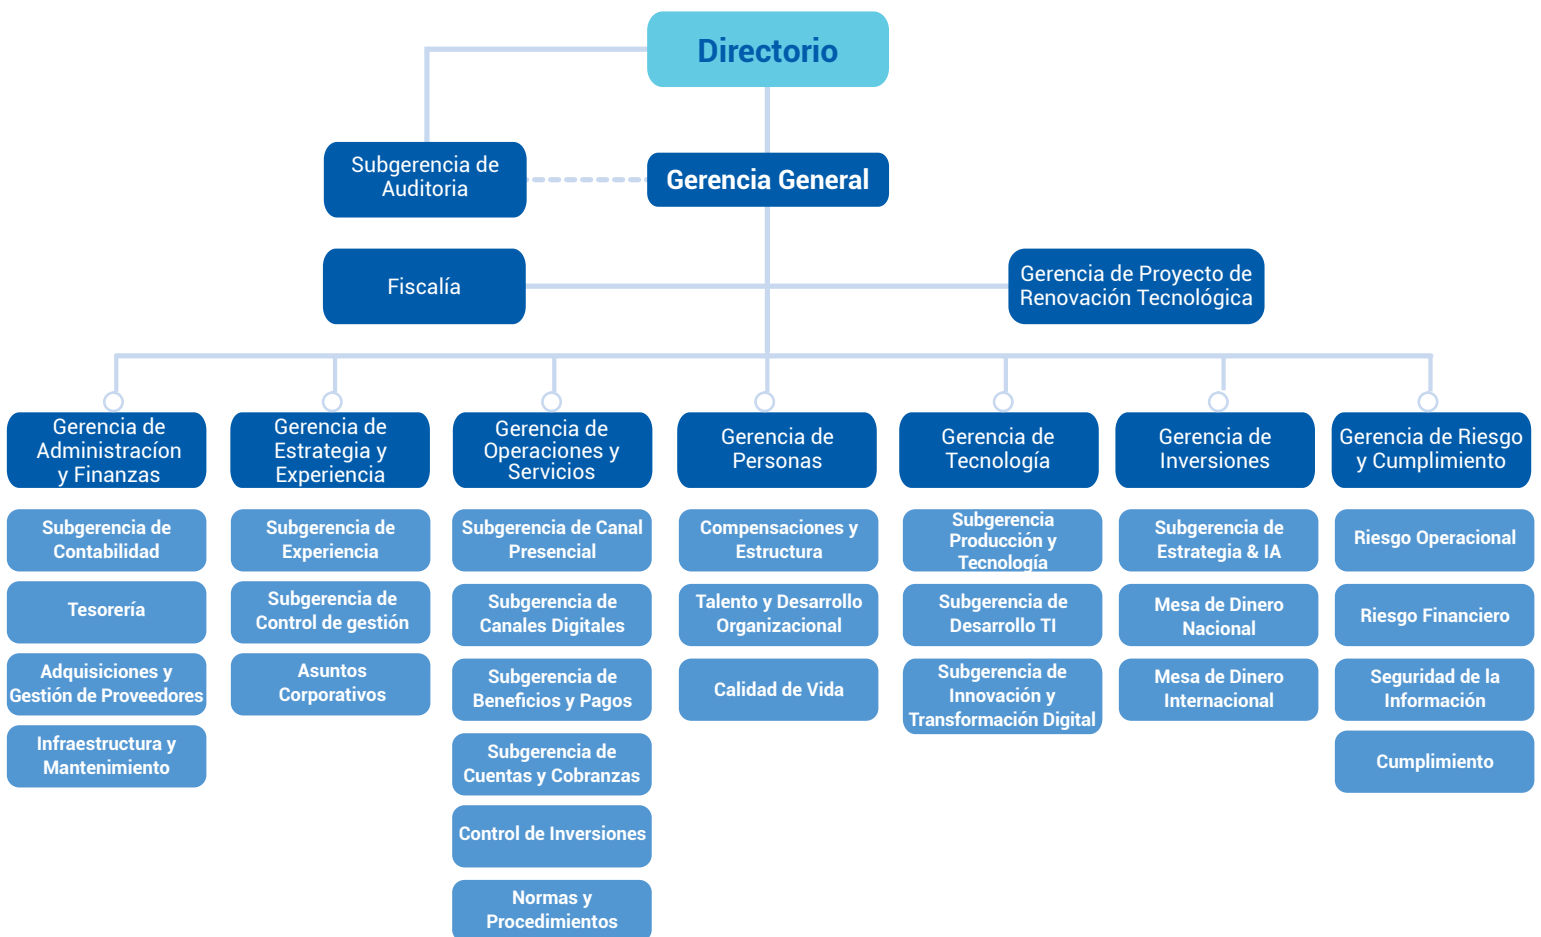 Directorio
Subgerencia de
Auditoria
Gerencia General
Fiscalía
Gerencia de Proyecto de
Renovación Tecnológica
Gerencia de
Administracíon
y Finanzas
Subgerencia de
Contabilidad
Tesorería
Adquisiciones y
Gestión de Proveedores
Infraestructura y
Mantenimiento
Gerencia de
Estrategia y
Experiencia
Subgerencia de
Experiencia
Subgerencia de
Control de gestión
Asuntos
Corporativos
Gerencia de
Operaciones y
Servicios
Subgerencia de Canal
Presencial
Subgerencia de
Canales Digitales
Subgerencia de
Beneficios y Pagos
Subgerencia de
Cuentas y Cobranzas
Control de Inversiones
Normas y
Procedimientos
Gerencia de
Personas
Compensaciones y
Estructura
Talento y Desarrollo
Organizacional
Calidad de Vida
Gerencia de
Tecnología
Subgerencia
Producción y
Tecnología
Subgerencia de
Desarrollo TI
Subgerencia de
Innovación y
Transformación Digital
Gerencia de
Inversiones
Subgerencia de
Estrategia & IA
Mesa de Dinero
Nacional
Mesa de Dinero
Internacional
Gerencia de Riesgo
y Cumplimiento
Riesgo Operacional
Riesgo Financiero
Seguridad de la
Información
Cumplimiento